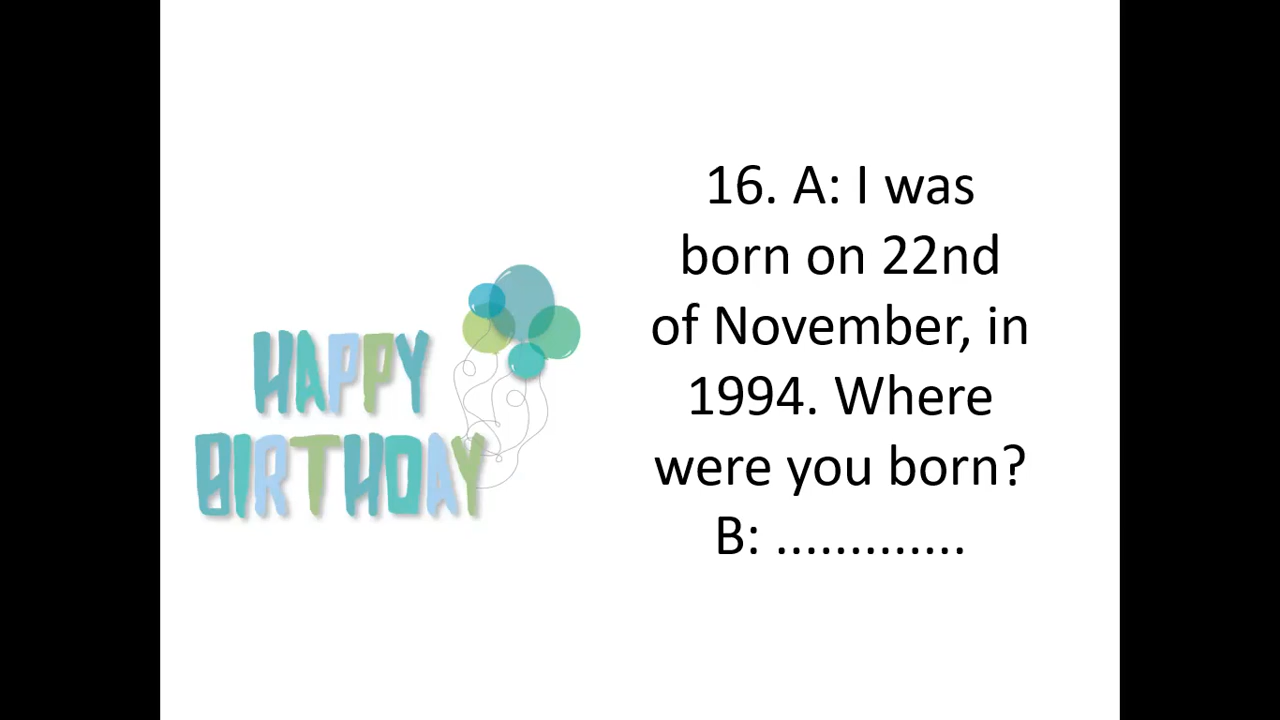 HAPPY
BIRTHDAY
16. A: I was
born on 22nd
of November, in
1994. Where
were you born?
B: .............